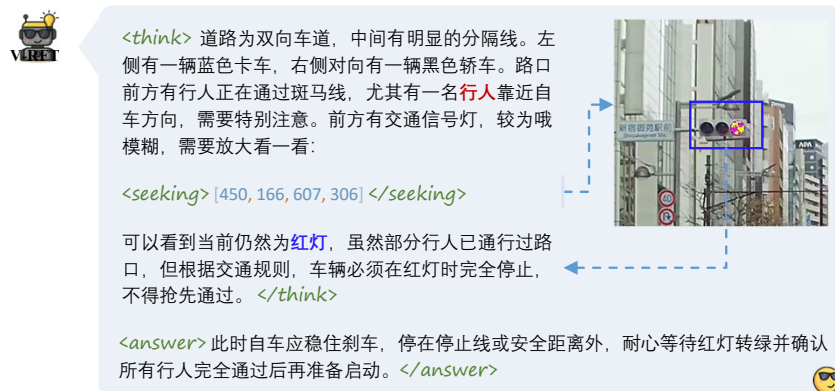 V-RFT
<think> 道路为双向车道，中间有明显的分隔线。左
侧有一辆蓝色卡车，右侧对向有一辆黑色轿车。路口
前方有行人正在通过斑马线，尤其有一名行人靠近自
车方向，需要特别注意。前方有交通信号灯，较为哦
模糊，需要放大看一看：
<seeking> [450, 166, 607, 306] </seeking>
可以看到当前仍然为红灯，虽然部分行人已通行过路
口，但根据交通规则，车辆必须在红灯时完全停止，
不得抢先通过。 </think>
<answer> 此时自车应稳住刹车，停在停止线或安全距离外，耐心等待红灯转绿并确认
所有行人完全通过后再准备启动。</answer>
新宿御苑駅前
40
APA